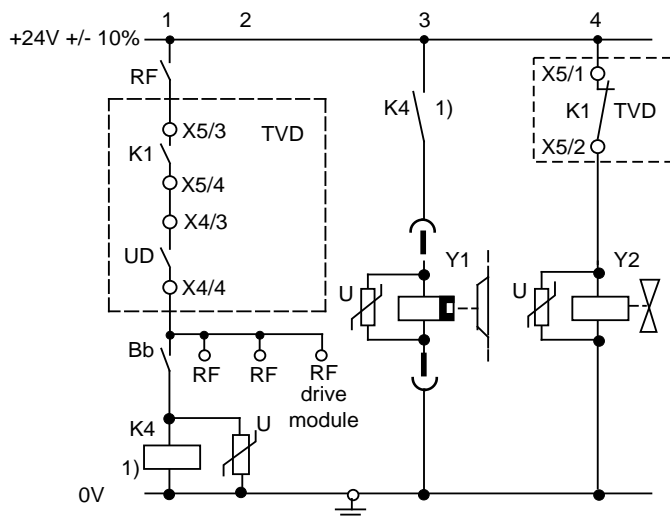 1 2 3 4
+24V +/- 10%
RF
X5/1
K4 1)
K1 TVD
X5/3 TVD
K1
X5/2
X5/4
X4/3
UD
Y1 Y2
X4/4
U U
Bb
RF RF RF
drive
module
K4 U
1)
0V